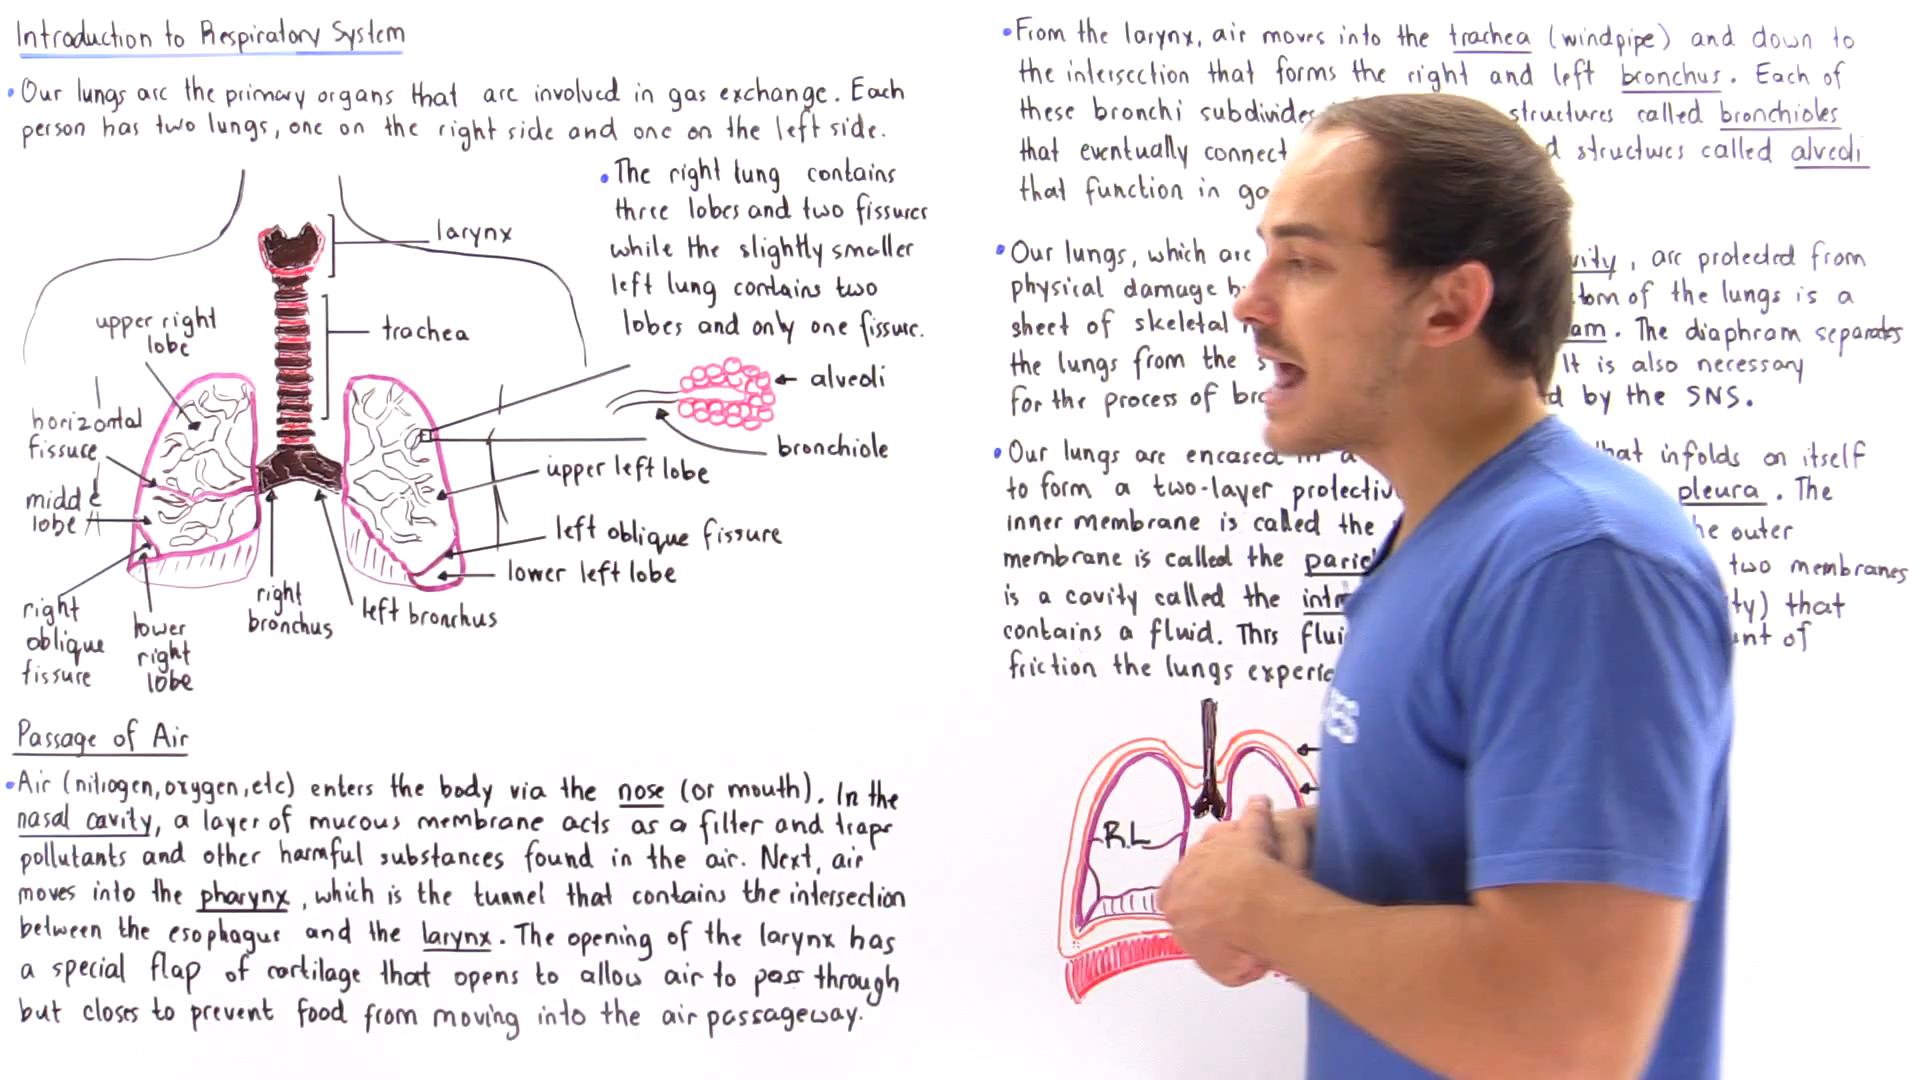 Introduction to Respiratory System
• Our lungs are the primary organs that are involved in gas exchange. Each
person has two lungs, one on the right side and one on the left side.
• The right lung contains
three lobes and two fissures
while the slightly smaller
left lung contains two
lobes and only one fissure.
larynx
trachea
upper right
lobe
horizontal
fissure
middle
lobe
right
oblique
fissure
lower
right
lobe
right
bronchus
left bronchus
alveoli
bronchiole
upper left lobe
left oblique fissure
lower left lobe
Passage of Air
• Air (nitrogen, oxygen, etc) enters the body via the nose (or mouth). In the
nasal cavity, a layer of mucous membrane acts as a filter and traps
pollutants and other harmful substances found in the air. Next, air
moves into the pharynx, which is the tunnel that contains the intersection
between the esophagus and the larynx. The opening of the larynx has
a special flap of cartilage that opens to allow air to pass through
but closes to prevent food from moving into the air passageway.
• From the larynx, air moves into the trachea (windpipe) and down to
the intersection that forms the right and left bronchus. Each of
these bronchi subdivides structures called bronchioles
that eventually connect structures called alveoli
that function in
• Our lungs, which are , are protected from
physical damage of the lungs is a
sheet of skeletal . The diaphram separates
the lungs from the It is also necessary
for the process of by the SNS.
• Our lungs are encased in a that infolds on itself
to form a two-layer pleura. The
inner membrane is called the outer
membrane is called the two membranes
is a cavity called the that
contains a fluid. This of
friction the lungs
R.L